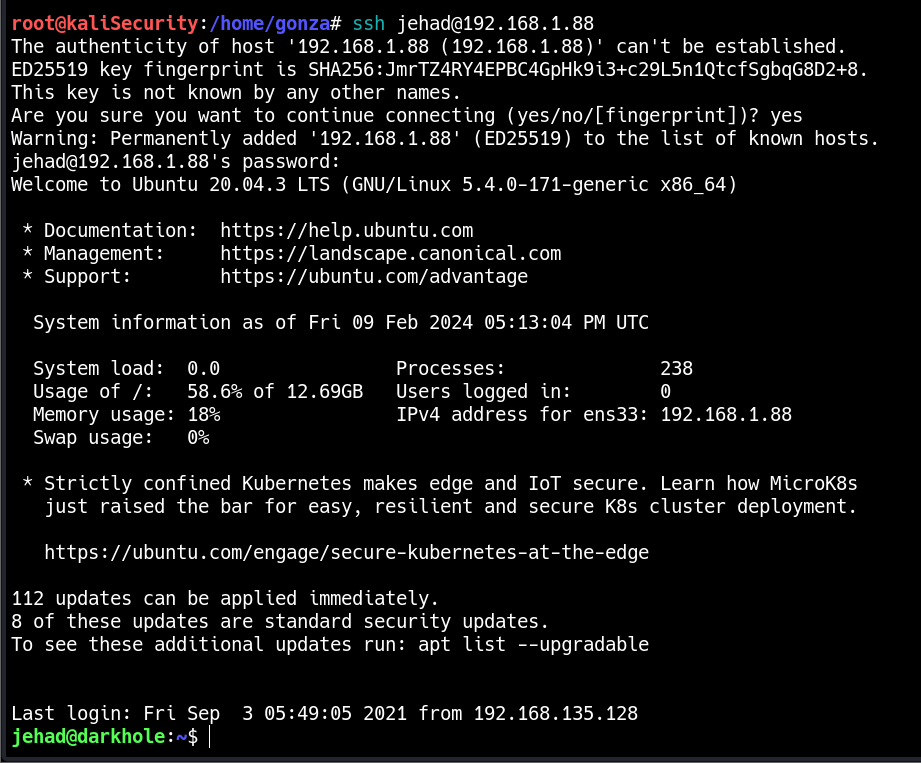 root@kaliSecurity:/home/gonza# ssh jehad@192.168.1.88
The authenticity of host '192.168.1.88 (192.168.1.88)' can't be established.
ED25519 key fingerprint is SHA256:JmrTZ4RY4EPBC4GpHk9i3+c29L5n1QtcfSgbqG8D2+8.
This key is not known by any other names.
Are you sure you want to continue connecting (yes/no/[fingerprint])? yes
Warning: Permanently added '192.168.1.88' (ED25519) to the list of known hosts.
jehad@192.168.1.88's password:
Welcome to Ubuntu 20.04.3 LTS (GNU/Linux 5.4.0-171-generic x86_64)

 * Documentation:  https://help.ubuntu.com
 * Management:     https://landscape.canonical.com
 * Support:        https://ubuntu.com/advantage

  System information as of Fri 09 Feb 2024 05:13:04 PM UTC

  System load:  0.0                Processes:              238
  Usage of /:   58.6% of 12.69GB   Users logged in:        0
  Memory usage: 18%                IPv4 address for ens33: 192.168.1.88
  Swap usage:   0%

 * Strictly confined Kubernetes makes edge and IoT secure. Learn how MicroK8s
   just raised the bar for easy, resilient and secure K8s cluster deployment.

   https://ubuntu.com/engage/secure-kubernetes-at-the-edge

112 updates can be applied immediately.
8 of these updates are standard security updates.
To see these additional updates run: apt list --upgradable


Last login: Fri Sep  3 05:49:05 2021 from 192.168.135.128
jehad@darkhole:~$